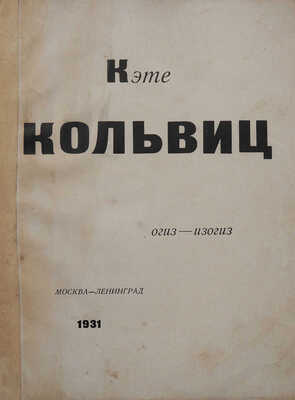 Кэте
КОЛЬВИЦ
огиз—изогиз
МОСКВА—ЛЕНИНГРАД
1931